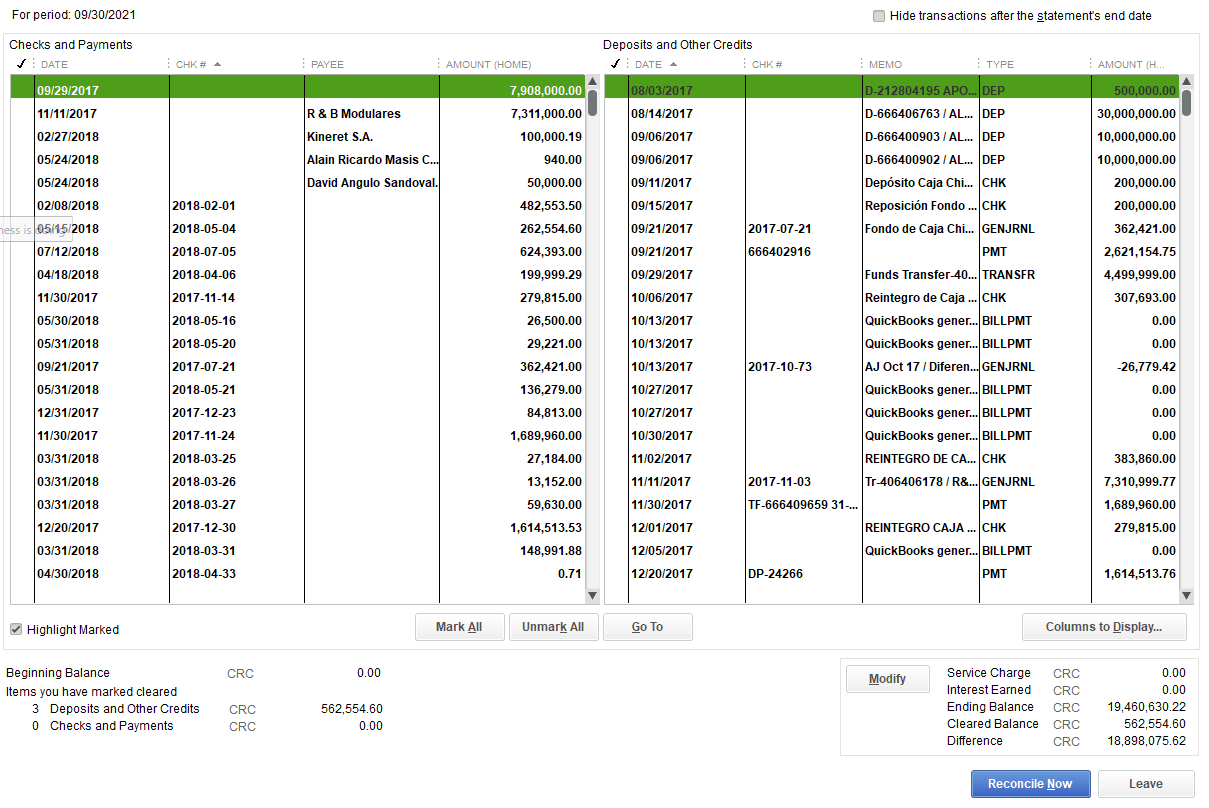 For period: 09/30/2021
Hide transactions after the statement's end date
Checks and Payments
✓ DATE CHK # PAYEE AMOUNT (HOME)
09/29/2017 7,908,000.00
11/11/2017 R & B Modulares 7,311,000.00
02/27/2018 Kineret S.A. 100,000.19
05/24/2018 Alain Ricardo Masis C... 940.00
05/24/2018 David Angulo Sandoval. 50,000.00
02/08/2018 2018-02-01 482,553.50
05/15/2018 2018-05-04 262,554.60
07/12/2018 2018-07-05 624,393.00
04/18/2018 2018-04-06 199,999.29
11/30/2017 2017-11-14 279,815.00
05/30/2018 2018-05-16 26,500.00
05/31/2018 2018-05-20 29,221.00
09/21/2017 2017-07-21 362,421.00
05/31/2018 2018-05-21 136,279.00
12/31/2017 2017-12-23 84,813.00
11/30/2017 2017-11-24 1,689,960.00
03/31/2018 2018-03-25 27,184.00
03/31/2018 2018-03-26 13,152.00
03/31/2018 2018-03-27 59,630.00
12/20/2017 2017-12-30 1,614,513.53
03/31/2018 2018-03-31 148,991.88
04/30/2018 2018-04-33 0.71
Deposits and Other Credits
✓ DATE CHK # MEMO TYPE AMOUNT (H...
08/03/2017 D-212804195 APO... DEP 500,000.00
08/14/2017 D-666406763 / AL... DEP 30,000,000.00
09/06/2017 D-666400903 / AL... DEP 10,000,000.00
09/06/2017 D-666400902 / AL... DEP 10,000,000.00
09/11/2017 Depósito Caja Chi... CHK 200,000.00
09/15/2017 Reposición Fondo ... CHK 200,000.00
09/21/2017 2017-07-21 Fondo de Caja Chi... GENJRNL 362,421.00
09/21/2017 666402916 PMT 2,621,154.75
09/29/2017 Funds Transfer-40... TRANSFR 4,499,999.00
10/06/2017 Reintegro de Caja ... CHK 307,693.00
10/13/2017 QuickBooks gener... BILLPMT 0.00
10/13/2017 QuickBooks gener... BILLPMT 0.00
10/13/2017 2017-10-73 AJ Oct 17 / Diferen... GENJRNL -26,779.42
10/27/2017 QuickBooks gener... BILLPMT 0.00
10/27/2017 QuickBooks gener... BILLPMT 0.00
10/30/2017 QuickBooks gener... BILLPMT 0.00
11/02/2017 REINTEGRO DE CA... CHK 383,860.00
11/11/2017 2017-11-03 Tr-406406178 / R&... GENJRNL 7,310,999.77
11/30/2017 TF-666409659 31-... PMT 1,689,960.00
12/01/2017 REINTEGRO CAJA ... CHK 279,815.00
12/05/2017 QuickBooks gener... BILLPMT 0.00
12/20/2017 DP-24266 PMT 1,614,513.76
Highlight Marked
Mark All
Unmark All
Go To
Columns to Display...
Beginning Balance CRC 0.00
Items you have marked cleared
3 Deposits and Other Credits CRC 562,554.60
0 Checks and Payments CRC 0.00
Modify
Service Charge CRC 0.00
Interest Earned CRC 0.00
Ending Balance CRC 19,460,630.22
Cleared Balance CRC 562,554.60
Difference CRC 18,898,075.62
Reconcile Now
Leave